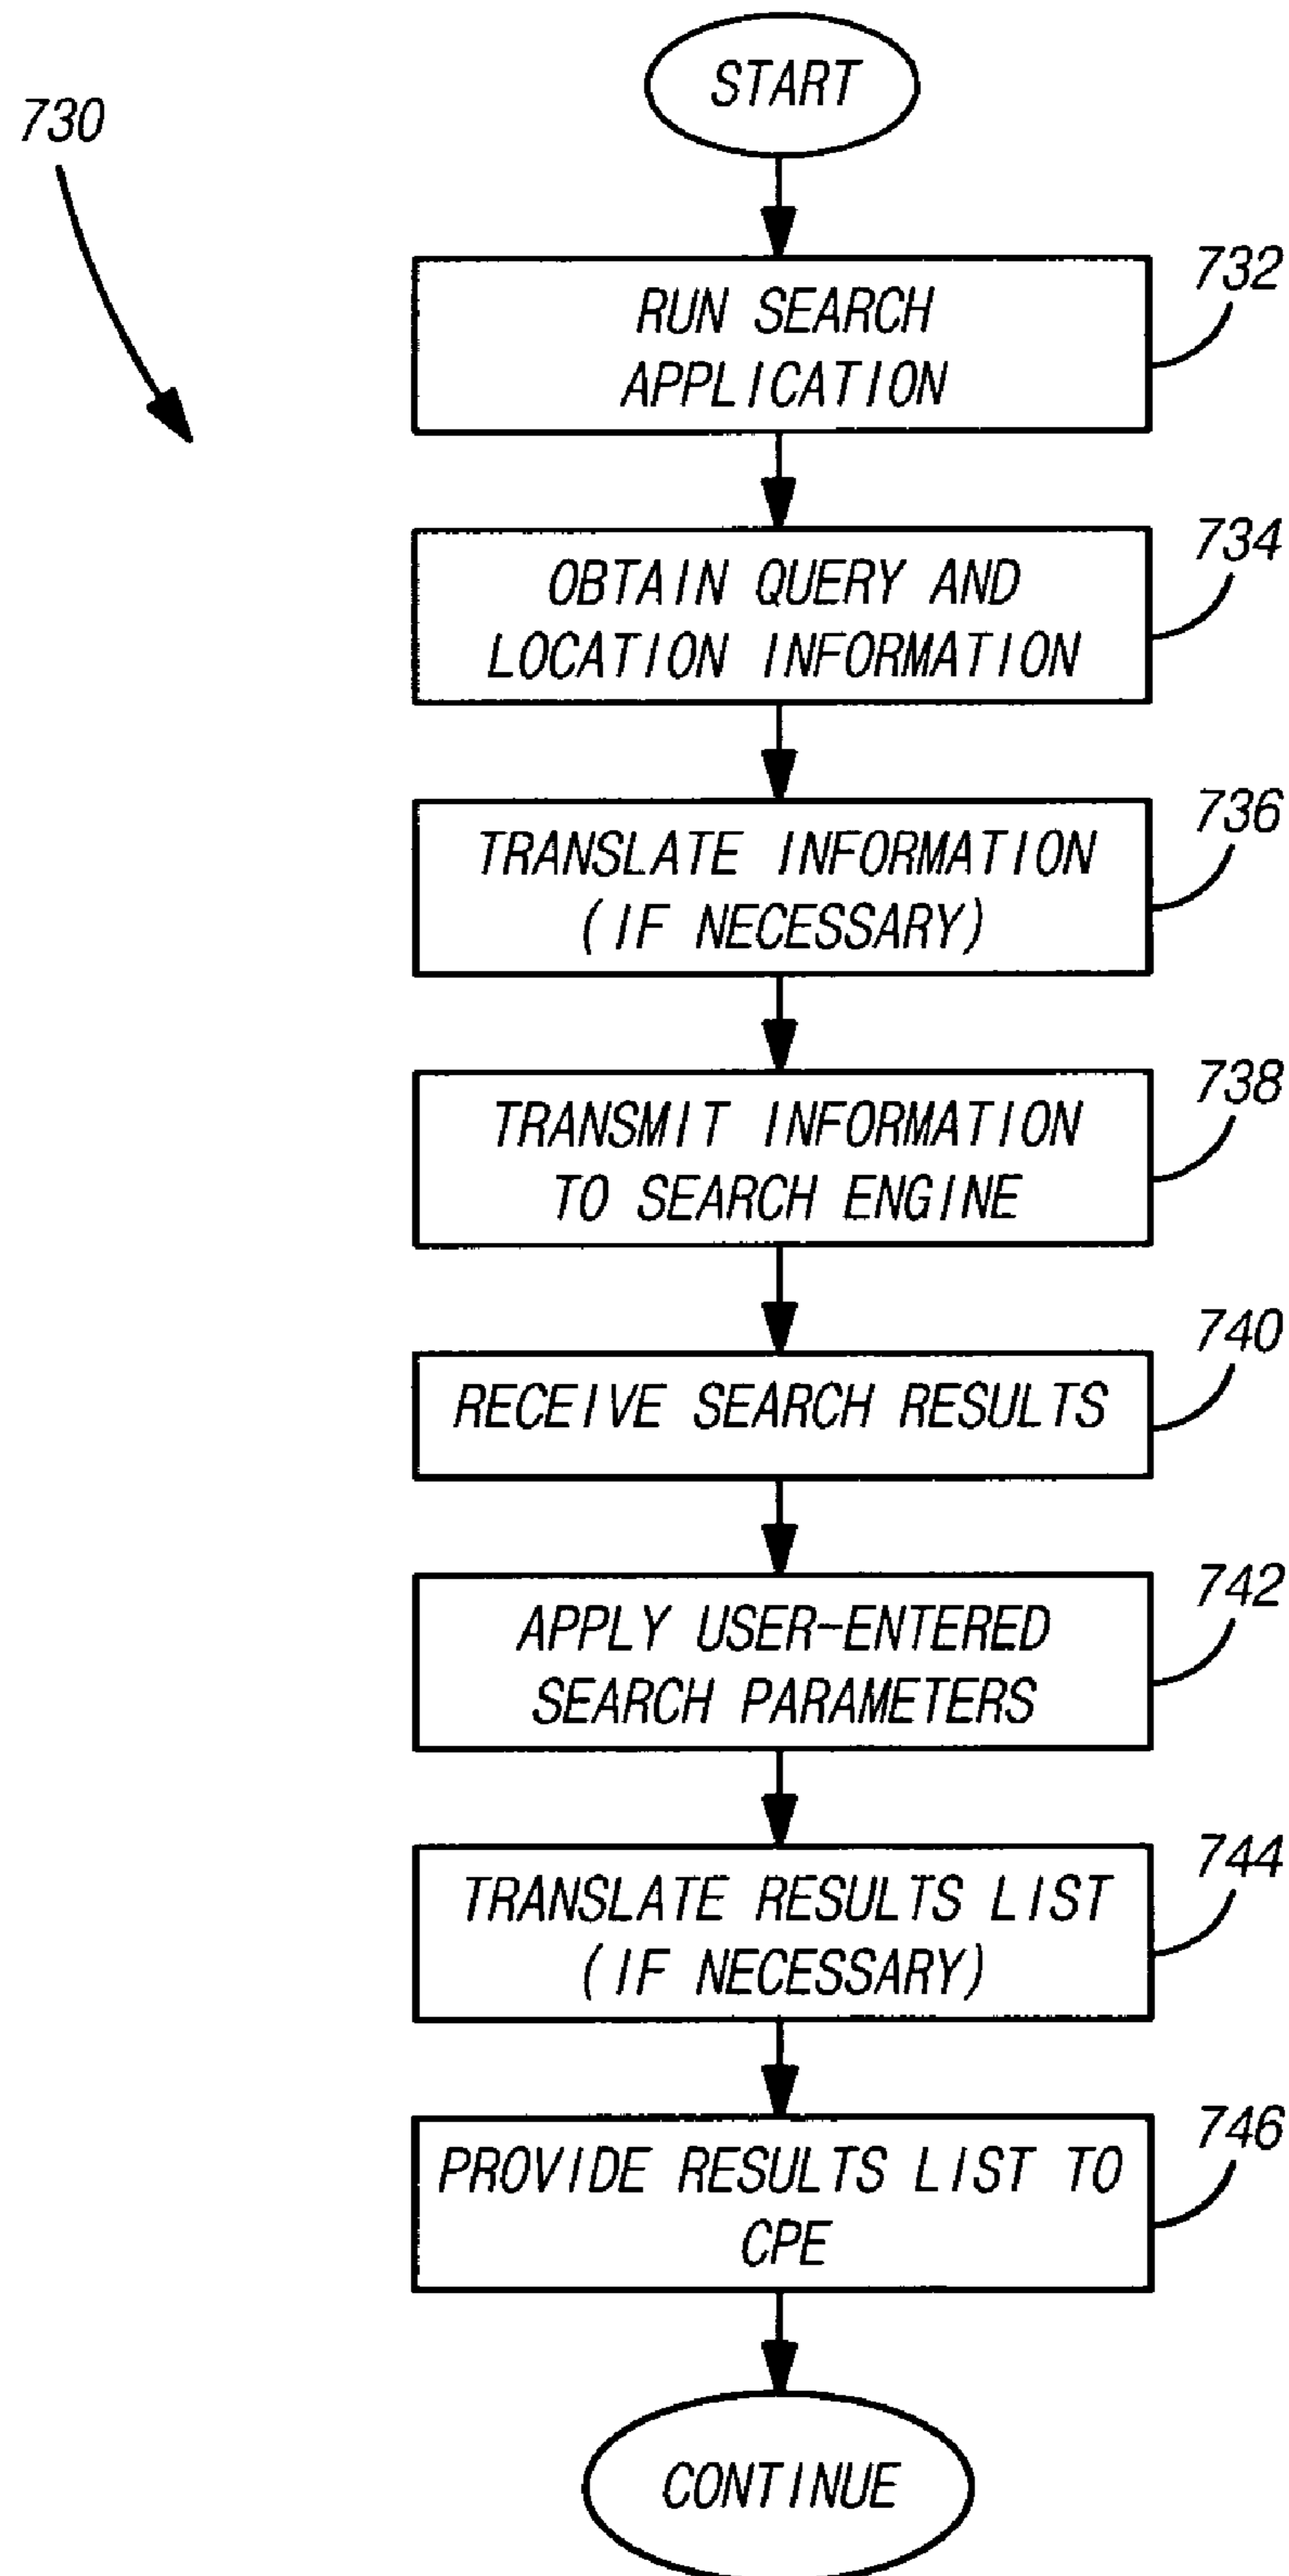 START
730
732
RUN SEARCH
APPLICATION
734
OBTAIN QUERY AND
LOCATION INFORMATION
736
TRANSLATE INFORMATION
(IF NECESSARY)
738
TRANSMIT INFORMATION
TO SEARCH ENGINE
740
RECEIVE SEARCH RESULTS
742
APPLY USER-ENTERED
SEARCH PARAMETERS
744
TRANSLATE RESULTS LIST
(IF NECESSARY)
746
PROVIDE RESULTS LIST TO
CPE
CONTINUE